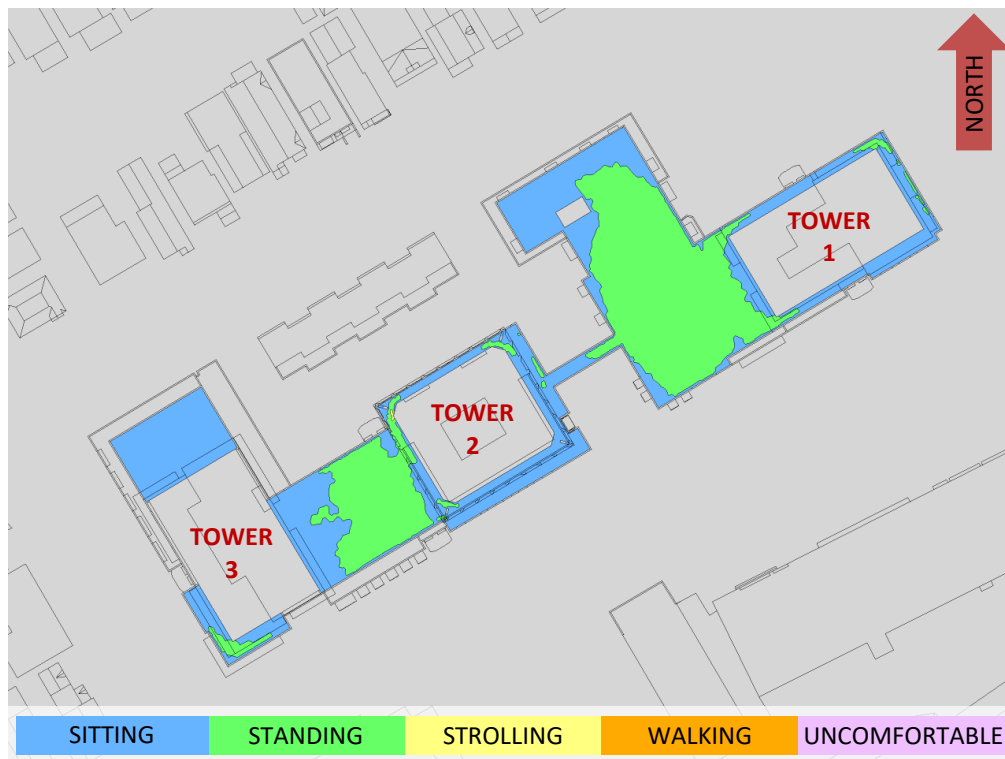 NORTH
TOWER
1
TOWER
2
TOWER
3
SITTING STANDING STROLLING WALKING UNCOMFORTABLE